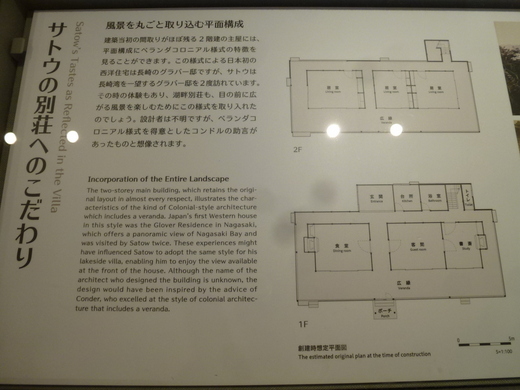 サトウの別荘へのこだわり
Satow's Tastes as Reflected in the Villa
風景を丸ごと取り込む平面構成
建築当初の間取りがほぼ残る2階建の主屋には、
平面構成にベランダコロニアル様式の特徴を
見ることができます。この様式による日本初の
西洋住宅は長崎のグラバー邸ですが、サトウは
長崎湾を一望するグラバー邸を2度訪れています。
その時の体験もあり、湖畔別荘も、目の前に広
がる風景を楽しむためにこの様式を取り入れた
のでしょう。設計者は不明ですが、ベランダコ
ロニアル様式を得意としたコンドルの助言が
あったものと想像されます。
Incorporation of the Entire Landscape
The two-storey main building, which retains the origi-
nal layout in almost every respect, illustrates the char-
acteristics of the kind of Colonial-style architecture
which includes a veranda. Japan's first Western house
in this style was the Glover Residence in Nagasaki,
which offers a panoramic view of Nagasaki Bay and
was visited by Satow twice. These experiences might
have influenced Satow to adopt the same style for his
lakeside villa, enabling him to enjoy the view available
at the front of the house. Although the name of the
architect who designed the building is unknown, the
design would have been inspired by the advice of
Conder, who excelled at the style of colonial architec-
ture that includes a veranda.
2F
1F
ポーチ
創建時想定平面図
The estimated original plan at the time of construction
0
5m
S=1:100